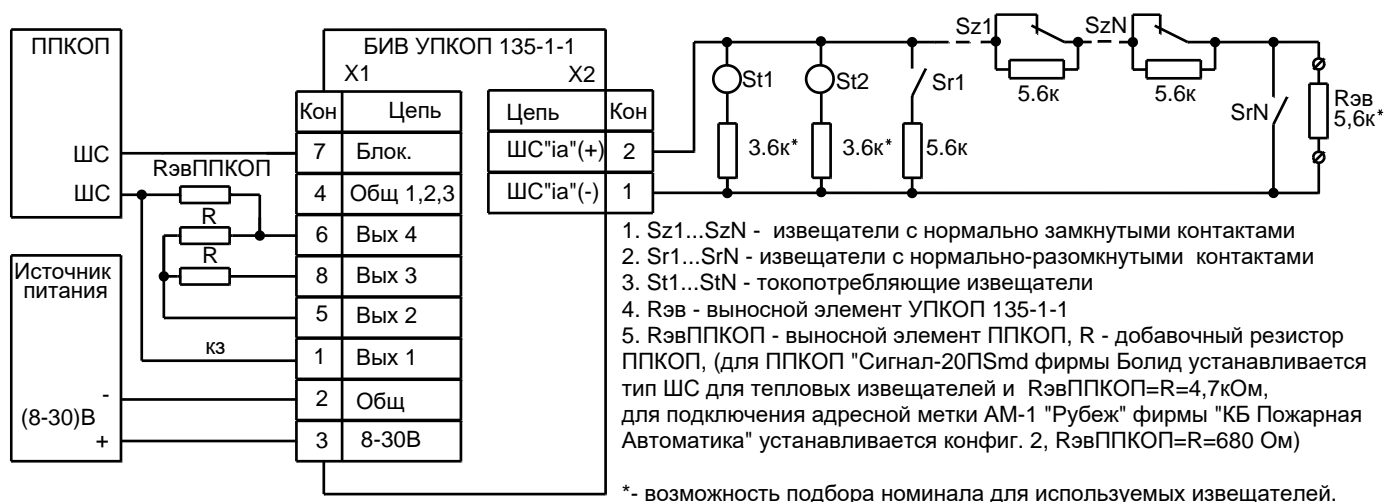 ППКОП
ШС
ШС
RэвППКОП
R
R
кз
Источник
питания
-
(8-30)В
+
БИВ УПКОП 135-1-1
X1
X2
Кон
Цепь
7
Блок.
4
Общ 1,2,3
6
Вых 4
8
Вых 3
5
Вых 2
1
Вых 1
2
Общ
3
8-30В
Цепь
Кон
ШС"ia"(+)
2
ШС"ia"(-)
1
St1
3.6к*
St2
3.6к*
Sr1
5.6к
Sz1
5.6к
SzN
5.6к
SrN
Rэв
5,6к*
1. Sz1...SzN - извещатели с нормально замкнутыми контактами
2. Sr1...SrN - извещатели с нормально-разомкнутыми контактами
3. St1...StN - токопотребляющие извещатели
4. Rэв - выносной элемент УПКОП 135-1-1
5. RэвППКОП - выносной элемент ППКОП, R - добавочный резистор
ППКОП, (для ППКОП "Сигнал-20ПSmd фирмы Болид устанавливается
тип ШС для тепловых извещателей и RэвППКОП=R=4,7кОм,
для подключения адресной метки АМ-1 "Рубеж" фирмы "КБ Пожарная
Автоматика" устанавливается конфиг. 2, RэвППКОП=R=680 Ом)
*- возможность подбора номинала для используемых извещателей.